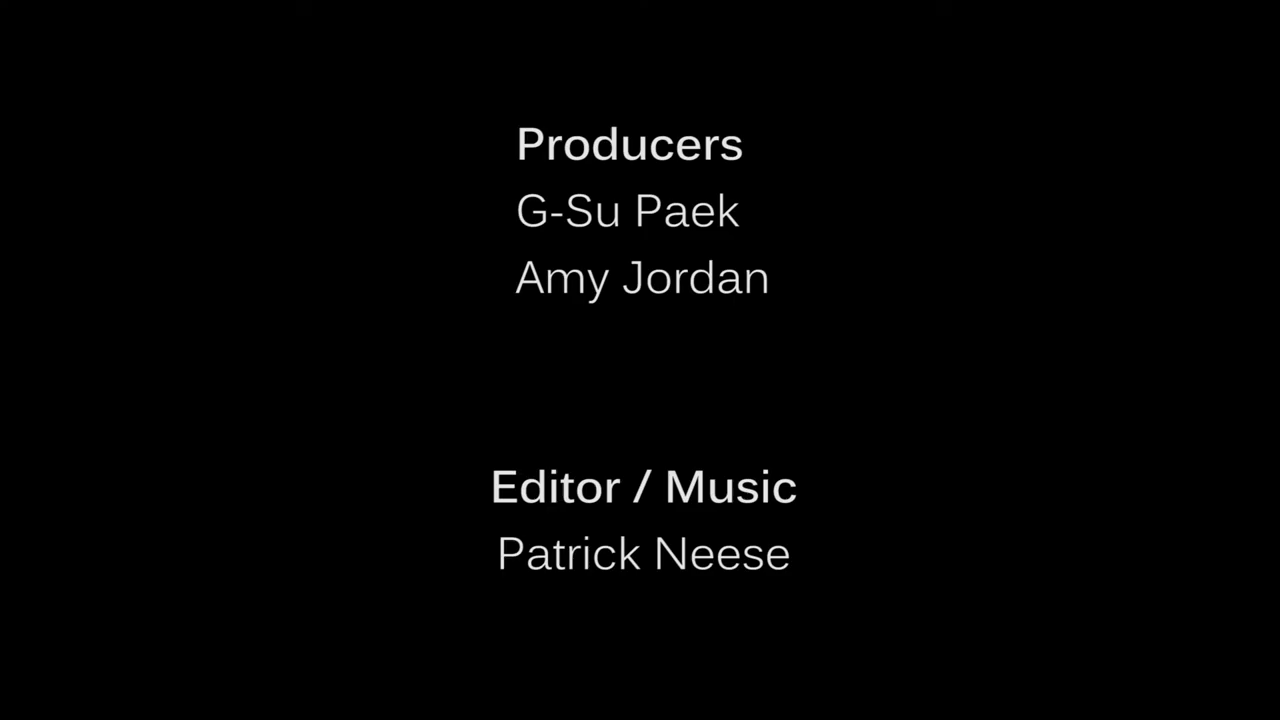 Producers
G-Su Paek
Amy Jordan
Editor / Music
Patrick Neese